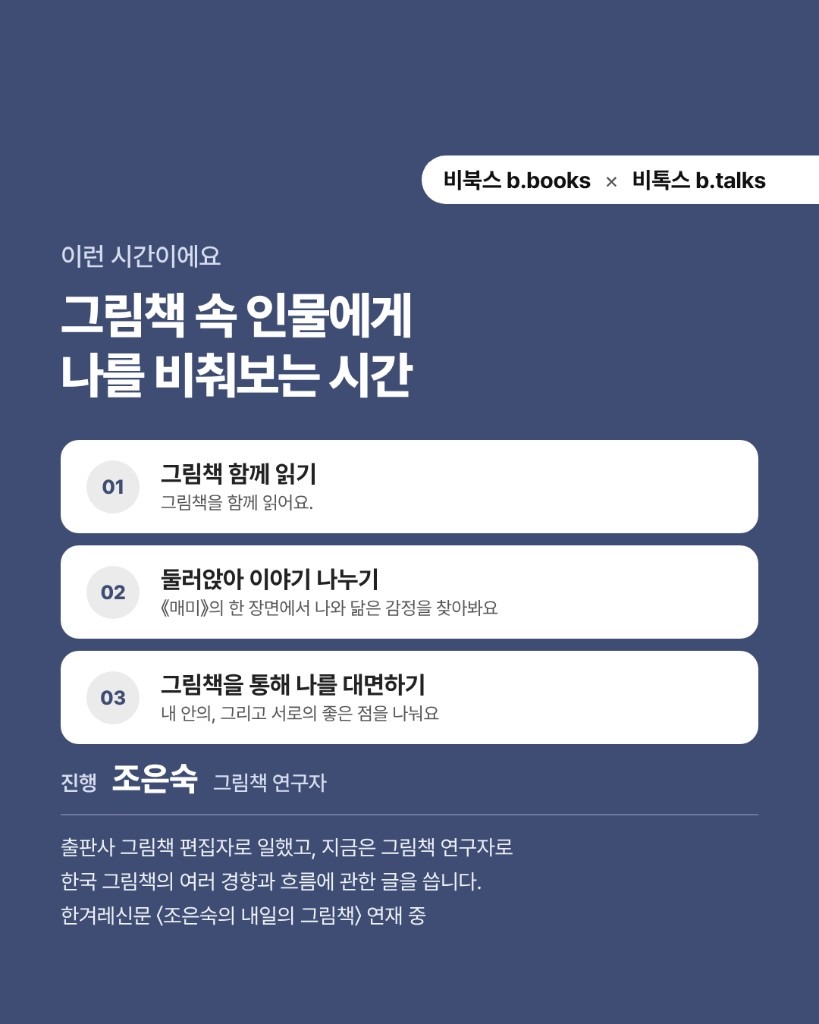 비북스 b.books × 비톡스 b.talks
이런 시간이에요
그림책 속 인물에게
나를 비춰보는 시간
01
그림책 함께 읽기
그림책을 함께 읽어요.
02
둘러앉아 이야기 나누기
《매미》의 한 장면에서 나와 닮은 감정을 찾아봐요
03
그림책을 통해 나를 대면하기
내 안의, 그리고 서로의 좋은 점을 나눠요
진행 조은숙 그림책 연구자
출판사 그림책 편집자로 일했고, 지금은 그림책 연구자로
한국 그림책의 여러 경향과 흐름에 관한 글을 씁니다.
한겨레신문 〈조은숙의 내일의 그림책〉 연재 중